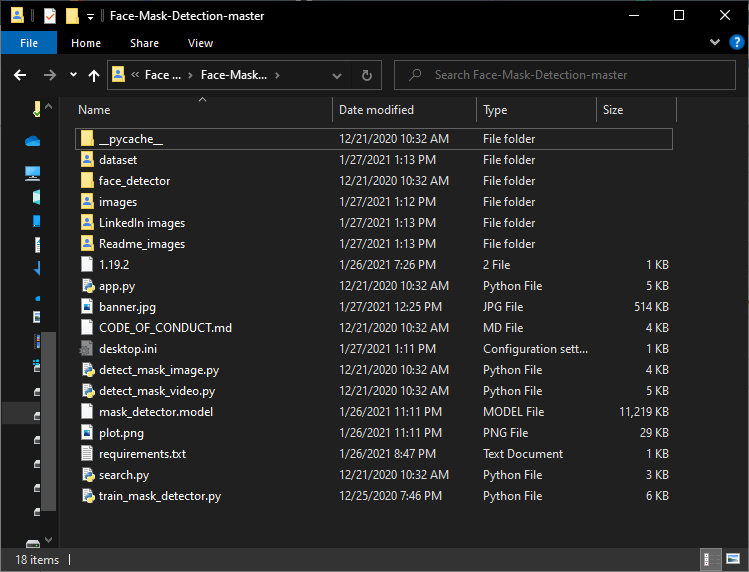 Face-Mask-Detection-master
File Home Share View
Face ... Face-Mask... Search Face-Mask-Detection-master
Name Date modified Type Size
__pycache__ 12/21/2020 10:32 AM File folder
dataset 1/27/2021 1:13 PM File folder
face_detector 12/21/2020 10:32 AM File folder
images 1/27/2021 1:12 PM File folder
LinkedIn images 1/27/2021 1:13 PM File folder
Readme_images 1/27/2021 1:13 PM File folder
1.19.2 1/26/2021 7:26 PM 2 File 1 KB
app.py 12/21/2020 10:32 AM Python File 5 KB
banner.jpg 1/27/2021 12:25 PM JPG File 514 KB
CODE_OF_CONDUCT.md 12/21/2020 10:32 AM MD File 4 KB
desktop.ini 1/27/2021 1:11 PM Configuration sett... 1 KB
detect_mask_image.py 12/21/2020 10:32 AM Python File 4 KB
detect_mask_video.py 12/21/2020 10:32 AM Python File 5 KB
mask_detector.model 1/26/2021 11:11 PM MODEL File 11,219 KB
plot.png 1/26/2021 11:11 PM PNG File 29 KB
requirements.txt 1/26/2021 8:47 PM Text Document 1 KB
search.py 12/21/2020 10:32 AM Python File 3 KB
train_mask_detector.py 12/25/2020 7:46 PM Python File 6 KB
18 items